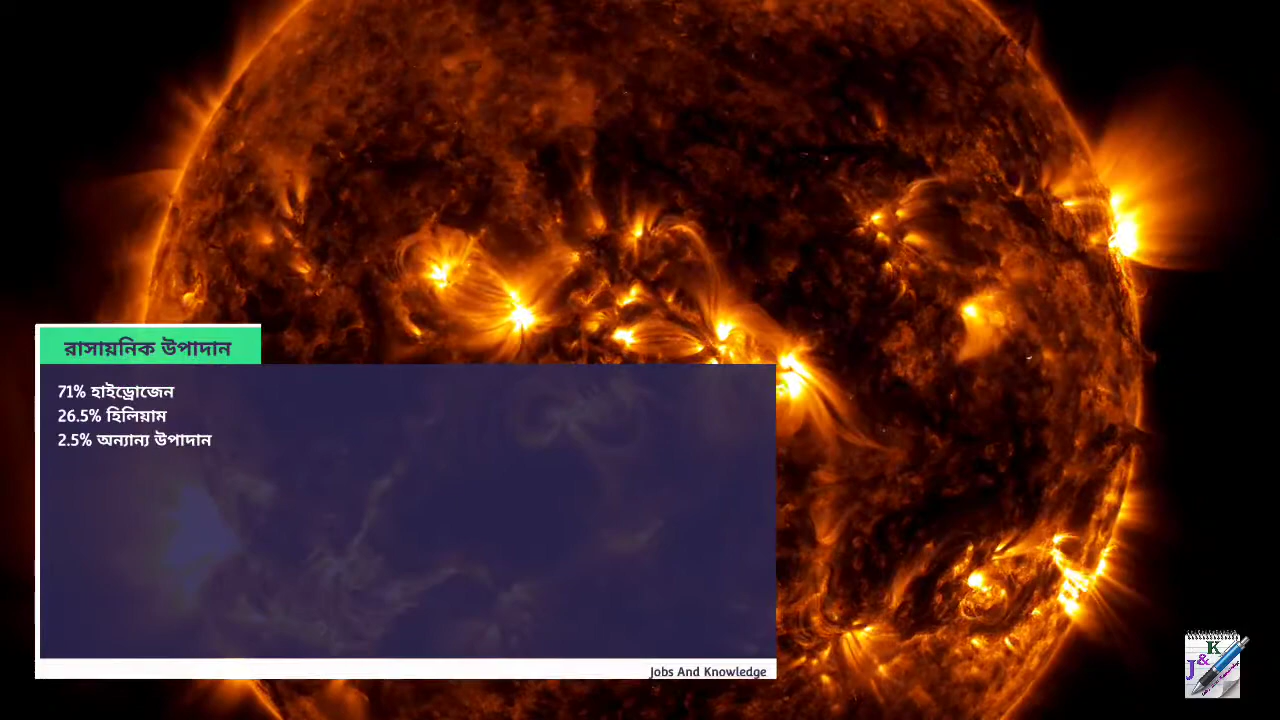 রাসায়নিক উপাদান
71% হাইড্রোজেন
26.5% হিলিয়াম
2.5% অন্যান্য উপাদান
Jobs And Knowledge
J&K